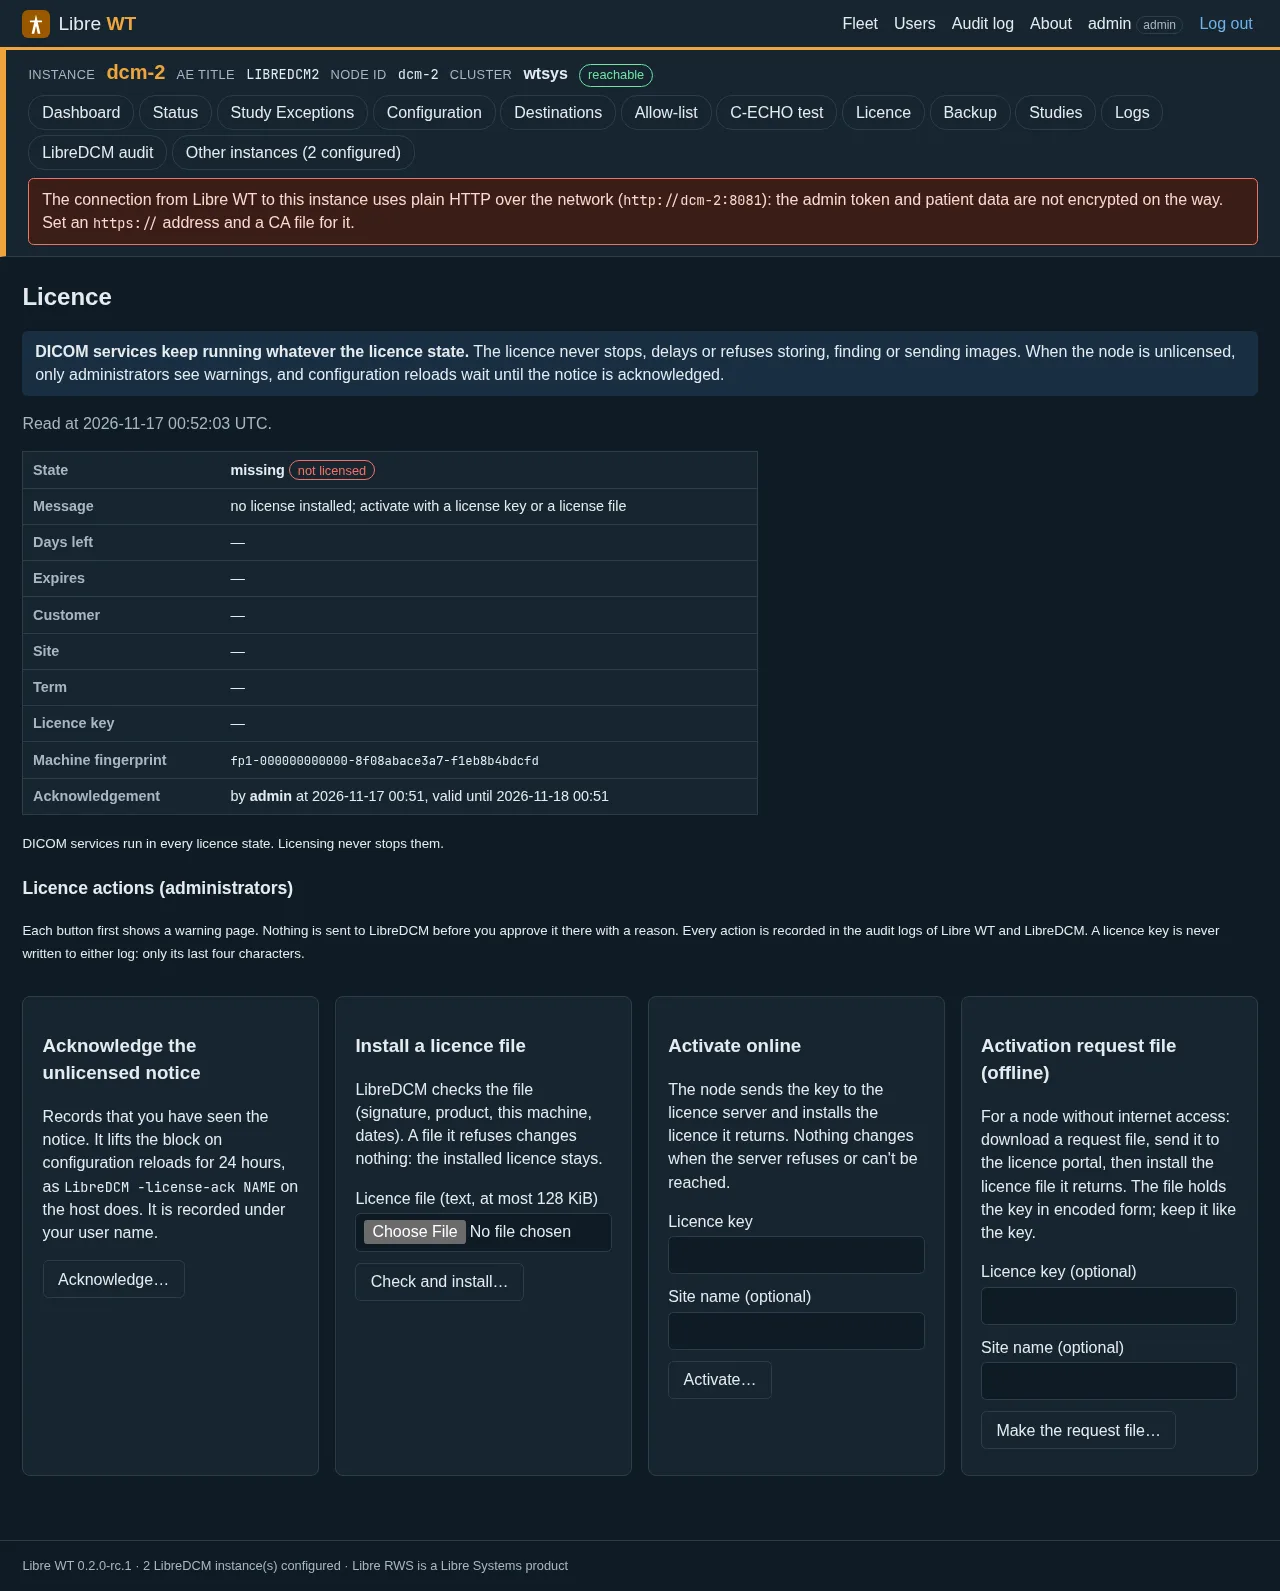 Libre WT
Fleet Users Audit log About admin admin Log out
INSTANCE dcm-2 AE TITLE LIBREDCM2 NODE ID dcm-2 CLUSTER wtsys reachable
Dashboard Status Study Exceptions Configuration Destinations Allow-list C-ECHO test Licence Backup Studies Logs
LibreDCM audit Other instances (2 configured)
The connection from Libre WT to this instance uses plain HTTP over the network (http://dcm-2:8081): the admin token and patient data are not encrypted on the way.
Set an https:// address and a CA file for it.
Licence
DICOM services keep running whatever the licence state. The licence never stops, delays or refuses storing, finding or sending images. When the node is unlicensed,
only administrators see warnings, and configuration reloads wait until the notice is acknowledged.
Read at 2026-11-17 00:52:03 UTC.
State missing not licensed
Message no license installed; activate with a license key or a license file
Days left —
Expires —
Customer —
Site —
Term —
Licence key —
Machine fingerprint fp1-000000000000-8f08abace3a7-f1eb8b4bdcfd
Acknowledgement by admin at 2026-11-17 00:51, valid until 2026-11-18 00:51
DICOM services run in every licence state. Licensing never stops them.
Licence actions (administrators)
Each button first shows a warning page. Nothing is sent to LibreDCM before you approve it there with a reason. Every action is recorded in the audit logs of Libre WT and LibreDCM. A licence key is never
written to either log: only its last four characters.
Acknowledge the
unlicensed notice
Records that you have seen the
notice. It lifts the block on
configuration reloads for 24 hours,
as LibreDCM -license-ack NAME on
the host does. It is recorded under
your user name.
Acknowledge…
Install a licence file
LibreDCM checks the file
(signature, product, this machine,
dates). A file it refuses changes
nothing: the installed licence stays.
Licence file (text, at most 128 KiB)
Choose File No file chosen
Check and install…
Activate online
The node sends the key to the
licence server and installs the
licence it returns. Nothing changes
when the server refuses or can't be
reached.
Licence key
Site name (optional)
Activate…
Activation request file
(offline)
For a node without internet access:
download a request file, send it to
the licence portal, then install the
licence file it returns. The file holds
the key in encoded form; keep it like
the key.
Licence key (optional)
Site name (optional)
Make the request file…
Libre WT 0.2.0-rc.1 · 2 LibreDCM instance(s) configured · Libre RWS is a Libre Systems product